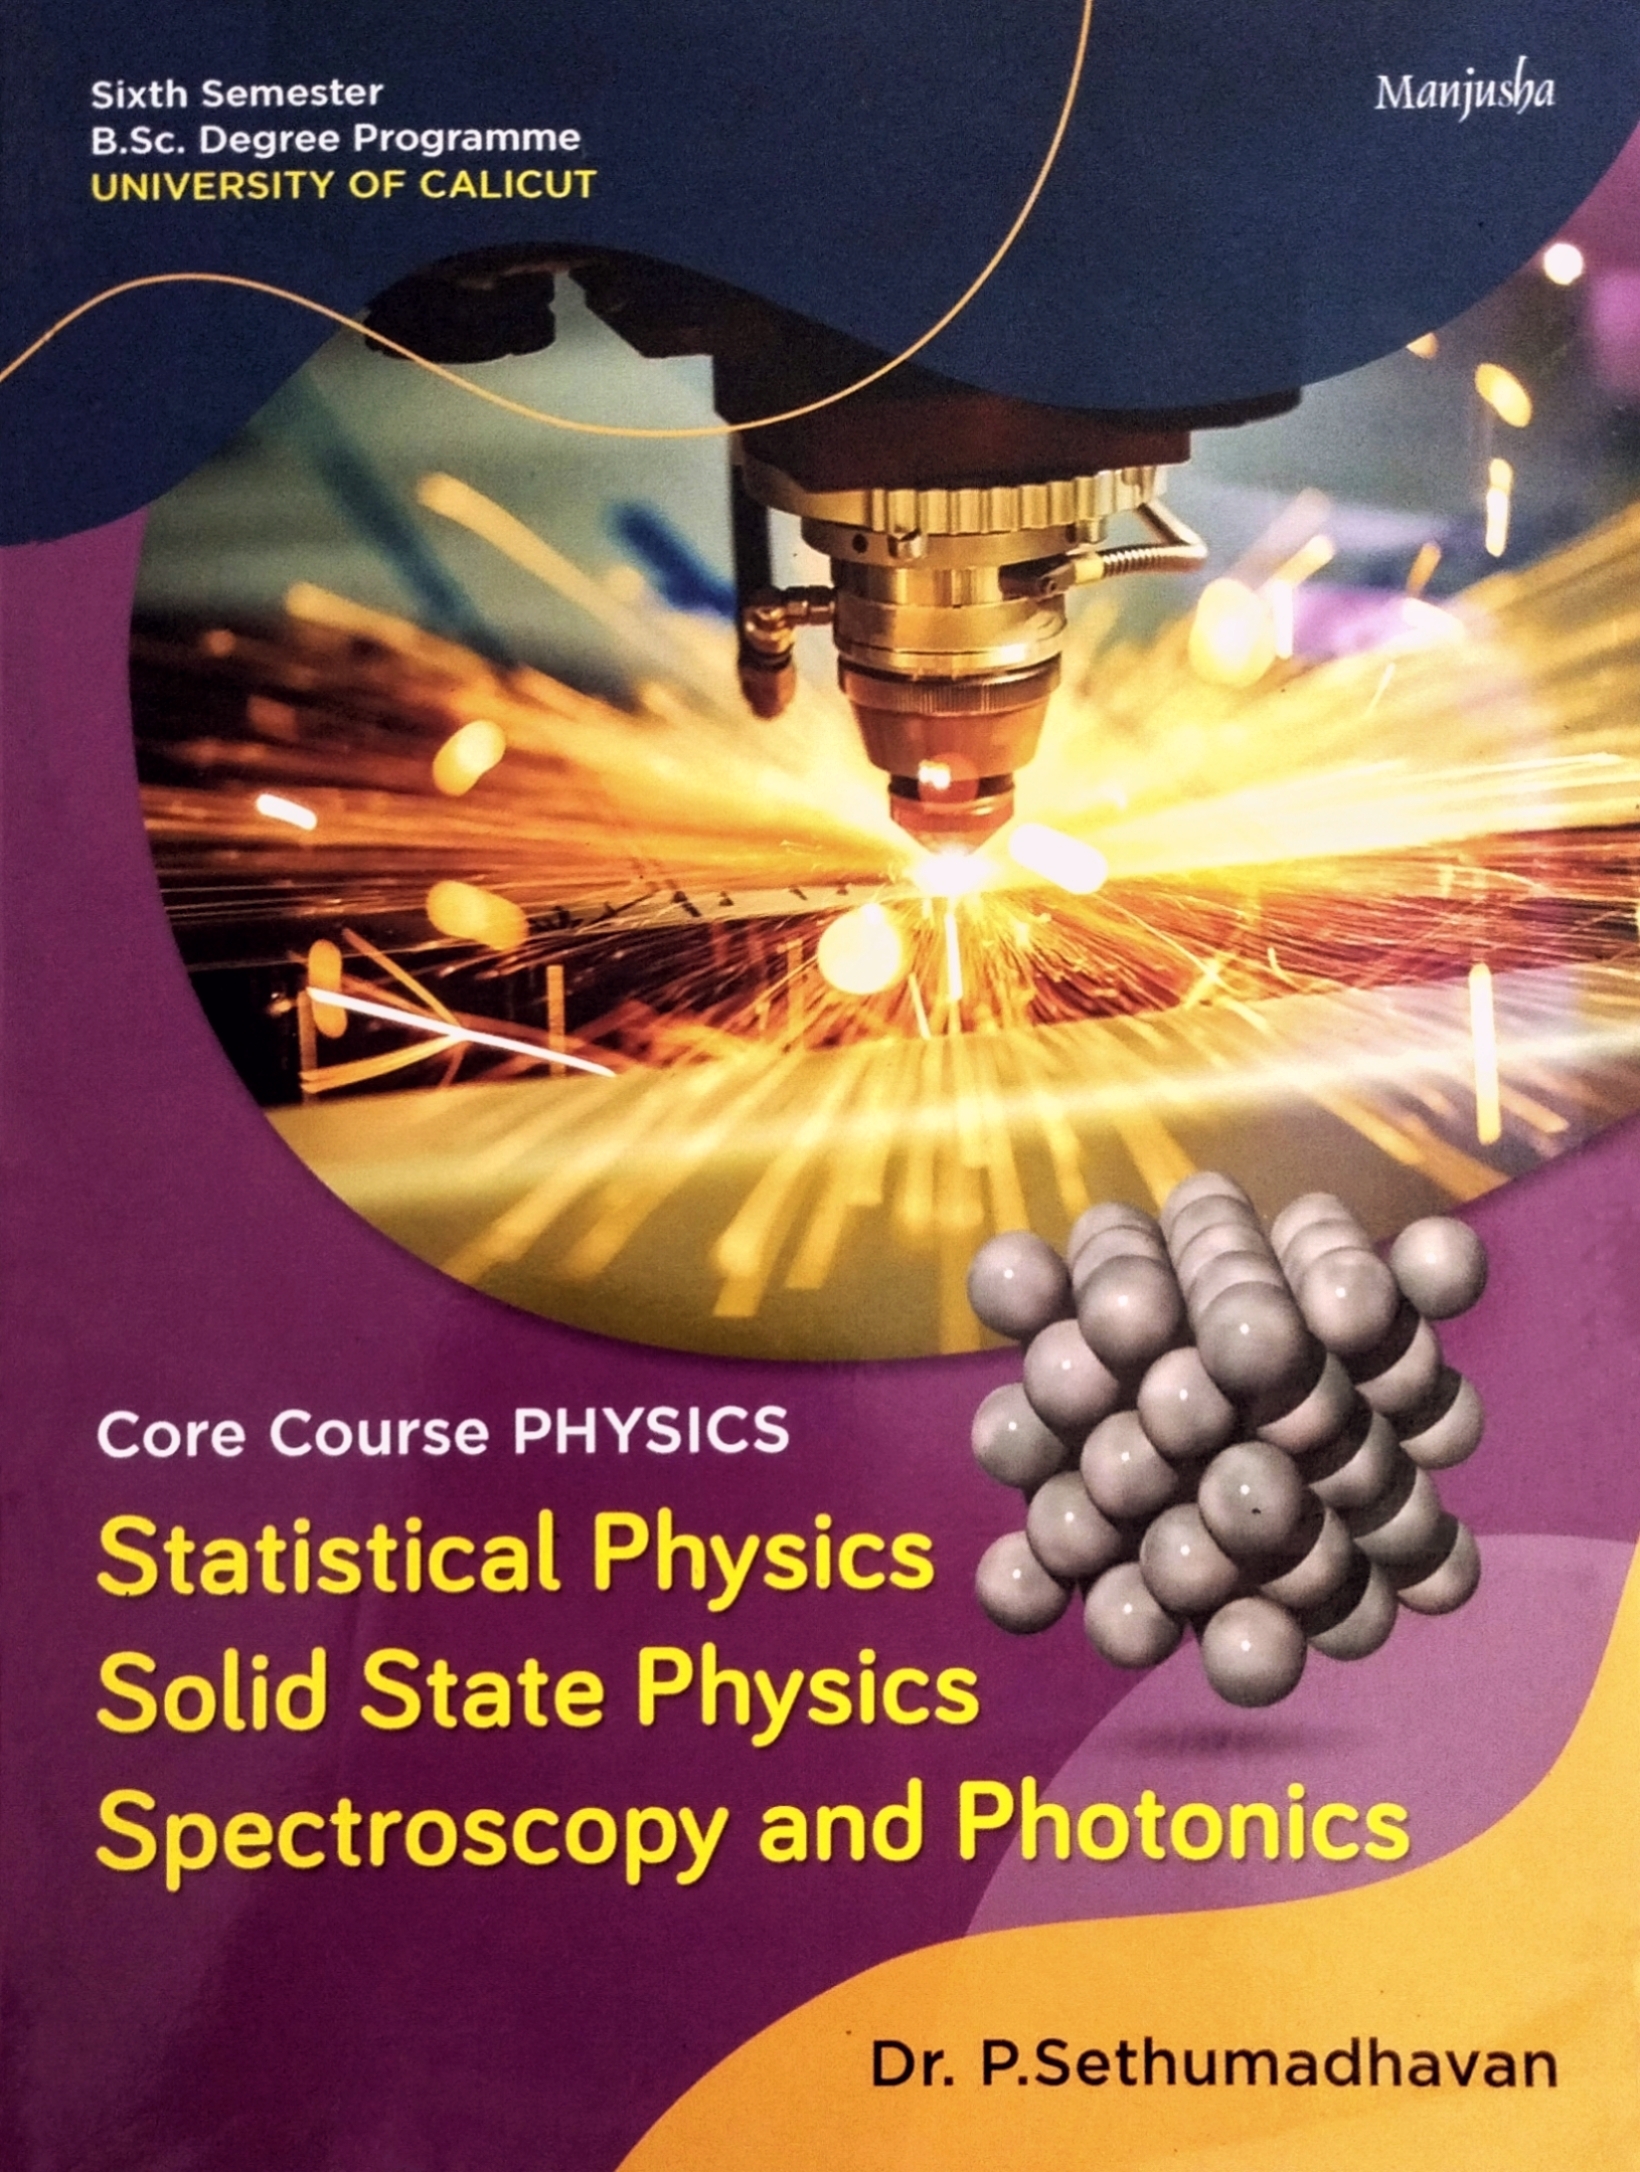 Sixth Semester
B.Sc. Degree Programme
UNIVERSITY OF CALICUT
Manjusha
Core Course PHYSICS
Statistical Physics
Solid State Physics
Spectroscopy and Photonics
Dr. P.Sethumadhavan